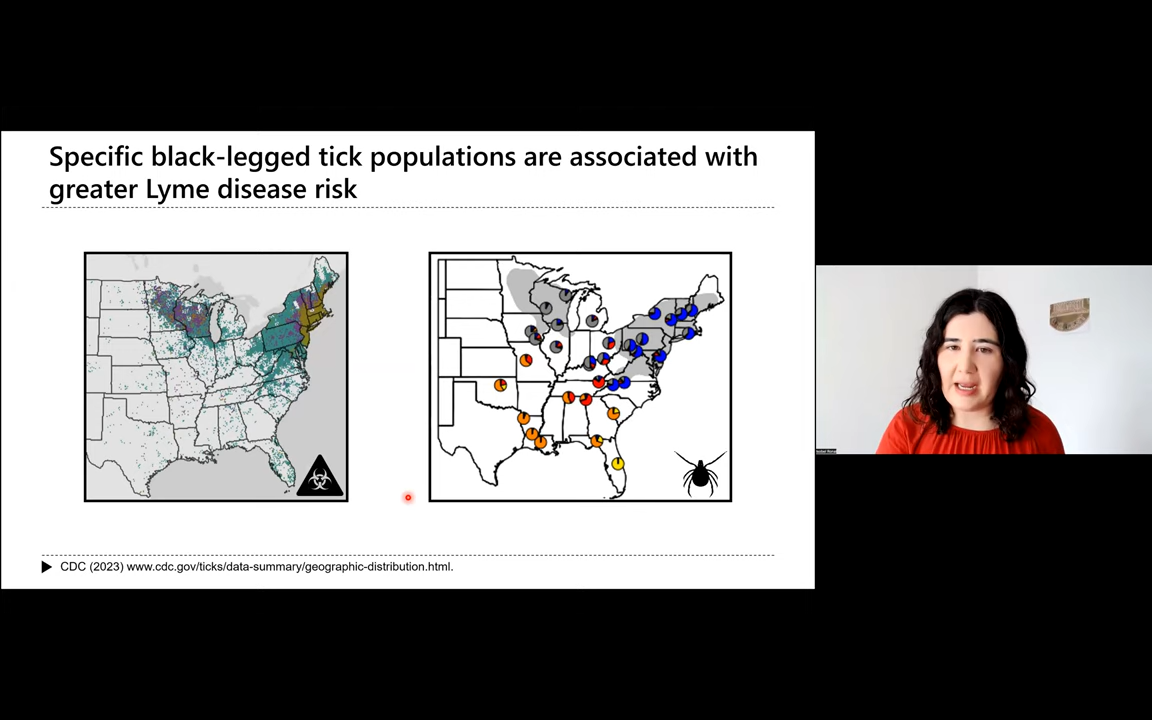 Specific black-legged tick populations are associated with
greater Lyme disease risk
CDC (2023) www.cdc.gov/ticks/data-summary/geographic-distribution.html.